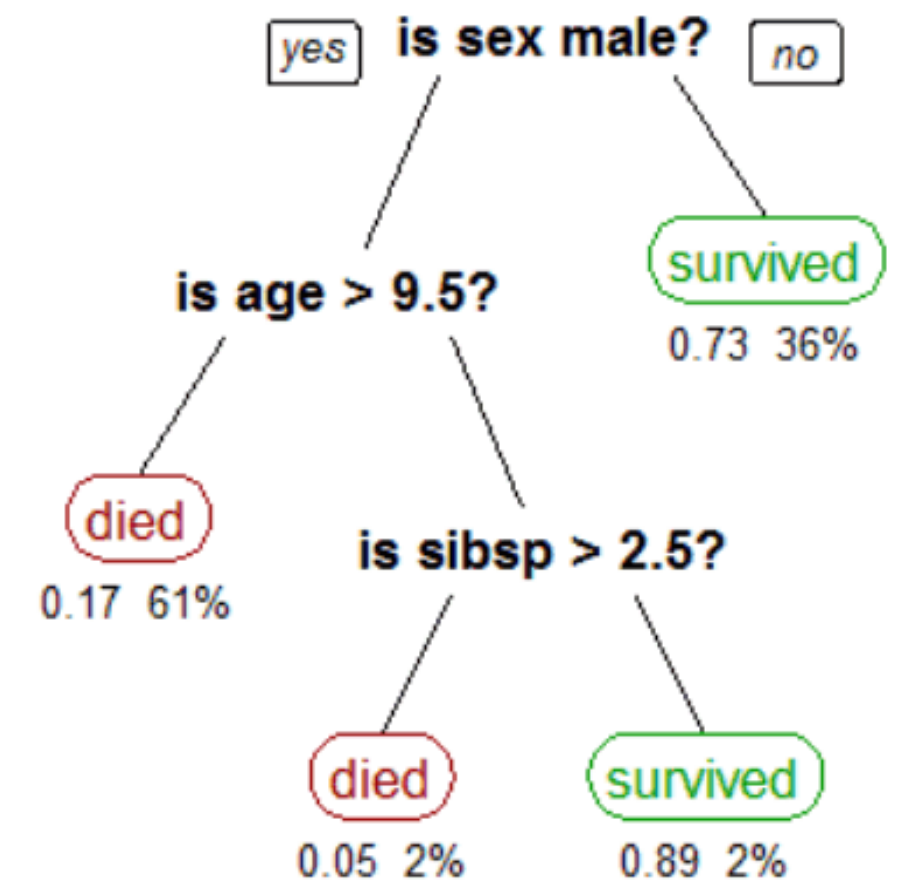 yes is sex male? no
survived
0.73 36%
is age > 9.5?
died
0.17 61%
is sibsp > 2.5?
died survived
0.05 2% 0.89 2%